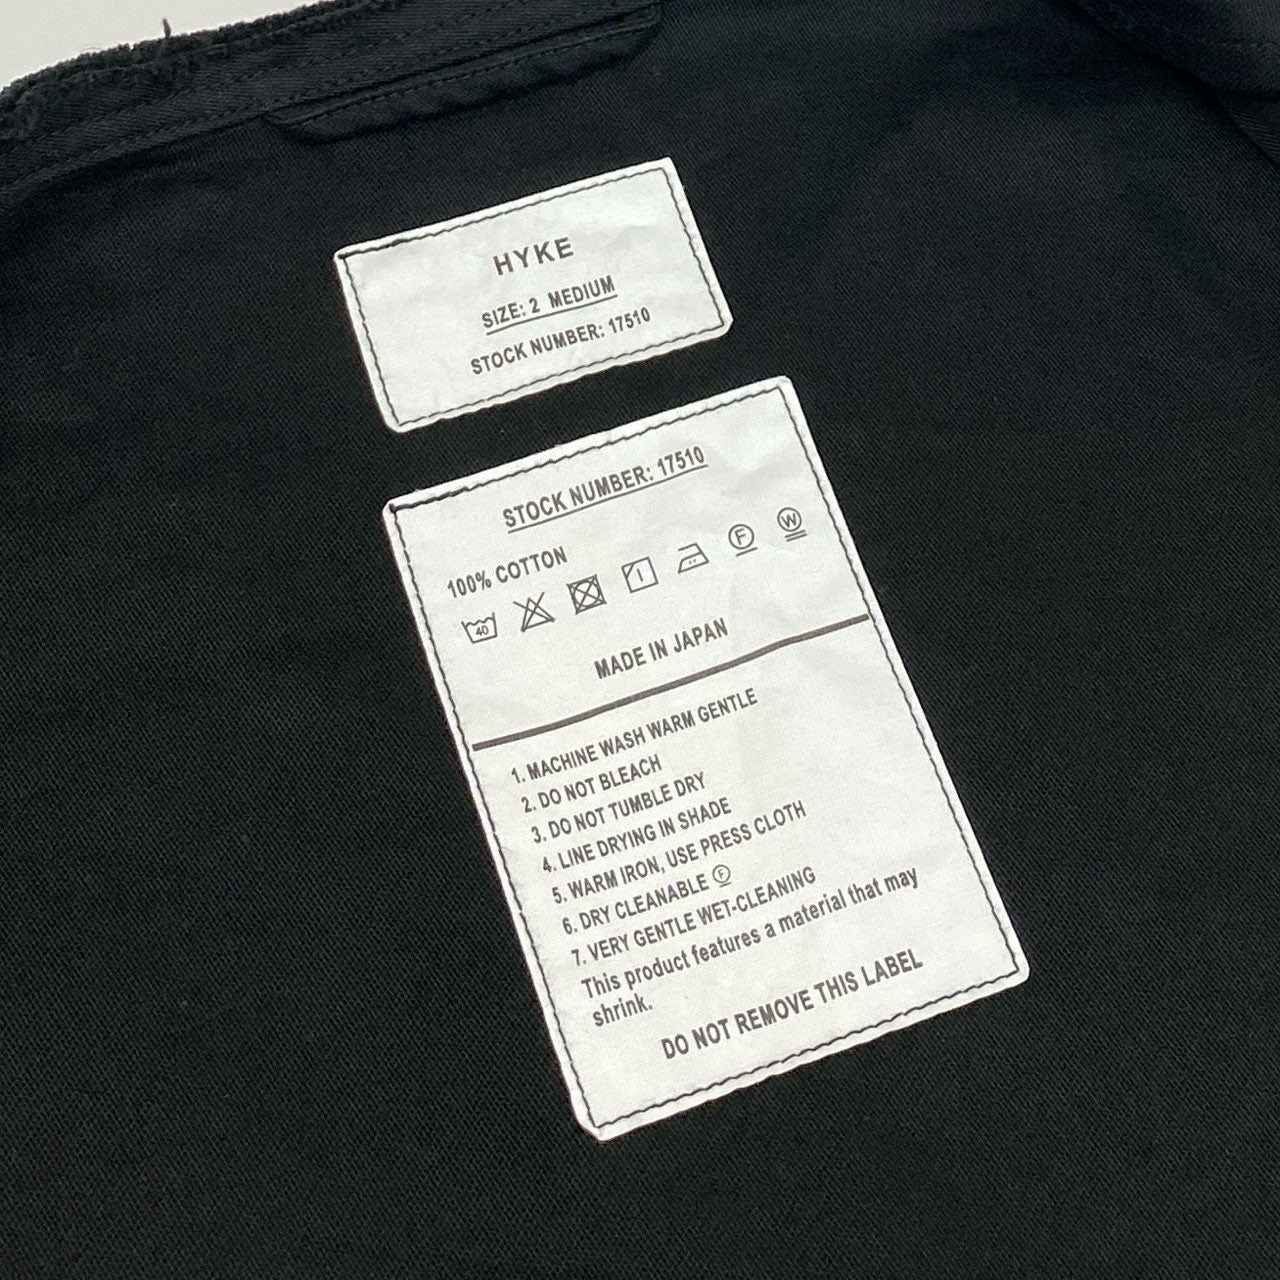 HYKE
SIZE: 2 MEDIUM
STOCK NUMBER: 17510
STOCK NUMBER: 17510
100% COTTON
40 F W
MADE IN JAPAN
1. MACHINE WASH WARM GENTLE
2. DO NOT BLEACH
3. DO NOT TUMBLE DRY
4. LINE DRYING IN SHADE
5. WARM IRON, USE PRESS CLOTH
6. DRY CLEANABLE Ⓕ
7. VERY GENTLE WET-CLEANING
This product features a material that may
shrink.
DO NOT REMOVE THIS LABEL